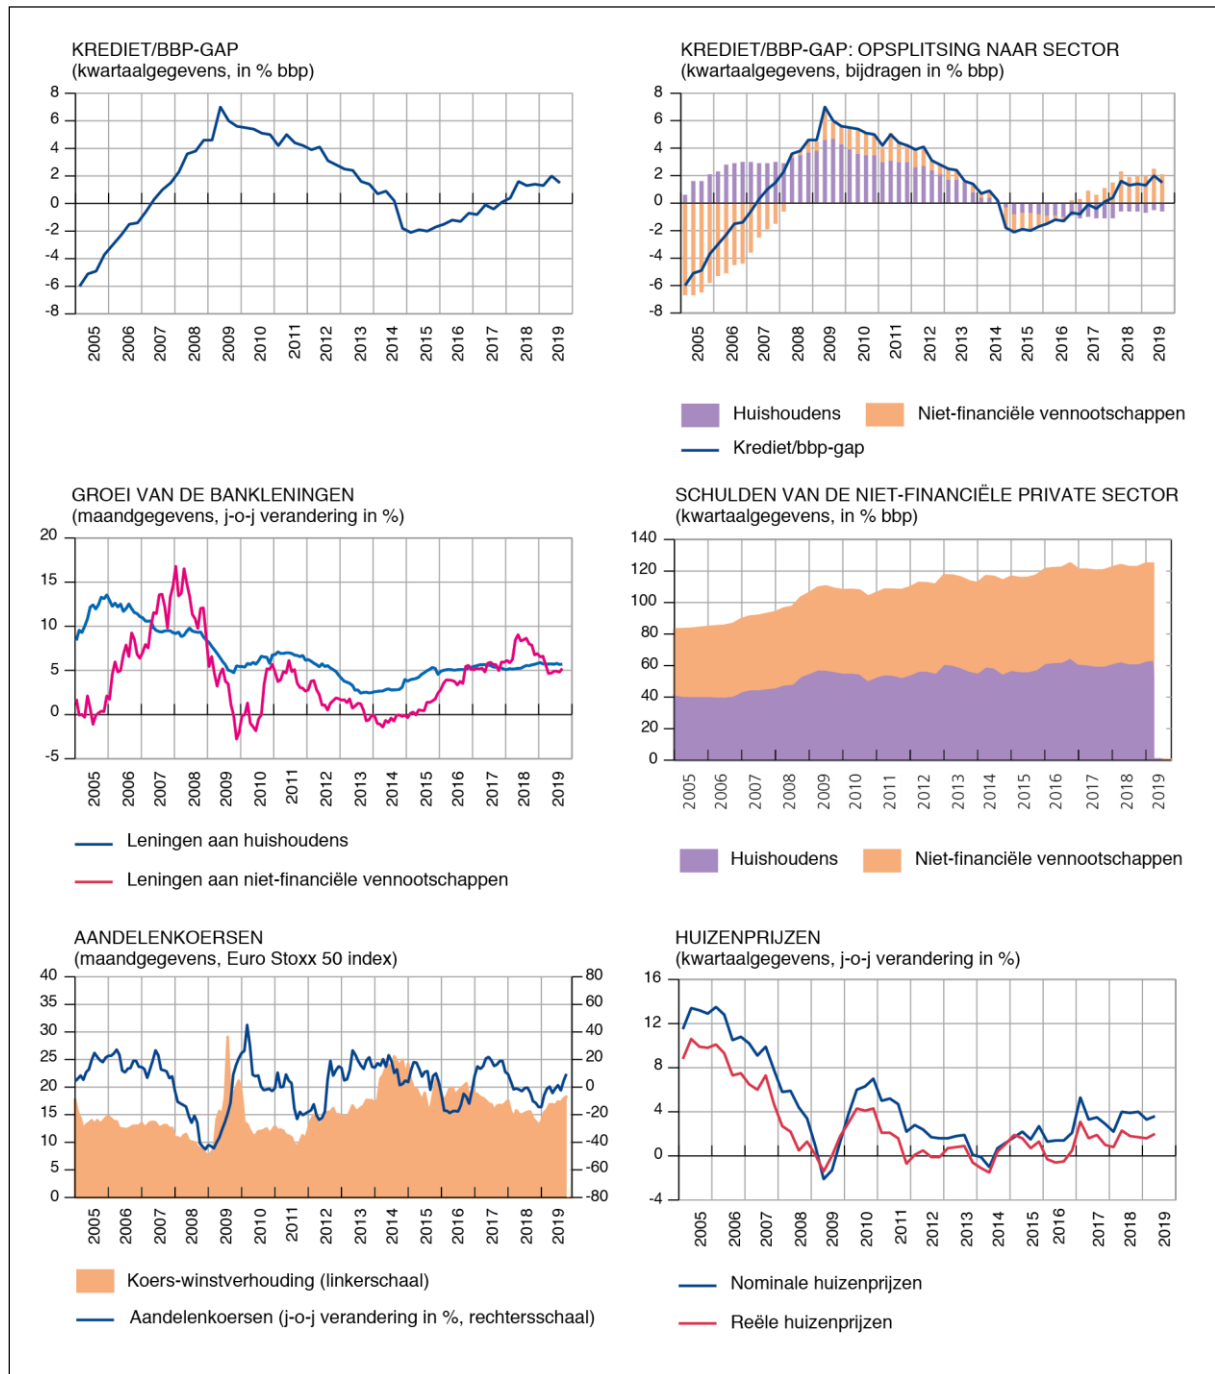 KREDIET/BBP-GAP
(kwartaalgegevens, in % bbp)
8
6
4
2
0
-2
-4
-6
-8
2005 2006 2007 2008 2009 2010 2011 2012 2013 2014 2015 2016 2017 2018 2019
KREDIET/BBP-GAP: OPSPLITSING NAAR SECTOR
(kwartaalgegevens, bijdragen in % bbp)
8
6
4
2
0
-2
-4
-6
-8
2005 2006 2007 2008 2009 2010 2011 2012 2013 2014 2015 2016 2017 2018 2019
Huishoudens Niet-financiële vennootschappen
Krediet/bbp-gap
GROEI VAN DE BANKLENINGEN
(maandgegevens, j-o-j verandering in %)
20
15
10
5
0
-5
2005 2006 2007 2008 2009 2010 2011 2012 2013 2014 2015 2016 2017 2018 2019
Leningen aan huishoudens
Leningen aan niet-financiële vennootschappen
SCHULDEN VAN DE NIET-FINANCIËLE PRIVATE SECTOR
(kwartaalgegevens, in % bbp)
140
120
100
80
60
40
20
0
2005 2006 2007 2008 2009 2010 2011 2012 2013 2014 2015 2016 2017 2018 2019
Huishoudens Niet-financiële vennootschappen
AANDELENKOERSEN
(maandgegevens, Euro Stoxx 50 index)
40 80
35 60
30 40
25 20
20 0
15 -20
10 -40
5 -60
0 -80
2005 2006 2007 2008 2009 2010 2011 2012 2013 2014 2015 2016 2017 2018 2019
Koers-winstverhouding (linkerschaal)
Aandelenkoersen (j-o-j verandering in %, rechtersschaal)
HUIZENPRIJZEN
(kwartaalgegevens, j-o-j verandering in %)
16
12
8
4
0
-4
2005 2006 2007 2008 2009 2010 2011 2012 2013 2014 2015 2016 2017 2018 2019
Nominale huizenprijzen
Reële huizenprijzen